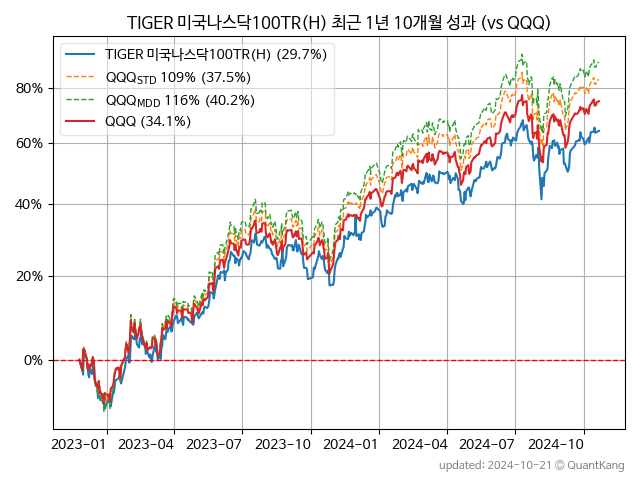 TIGER 미국나스닥100TR(H) 최근 1년 10개월 성과 (vs QQQ)
TIGER 미국나스닥100TR(H) (29.7%)
QQQSTD 109% (37.5%)
QQQMDD 116% (40.2%)
QQQ (34.1%)
80%
60%
40%
20%
0%
2023-01 2023-04 2023-07 2023-10 2024-01 2024-04 2024-07 2024-10
updated: 2024-10-21 © QuantKang